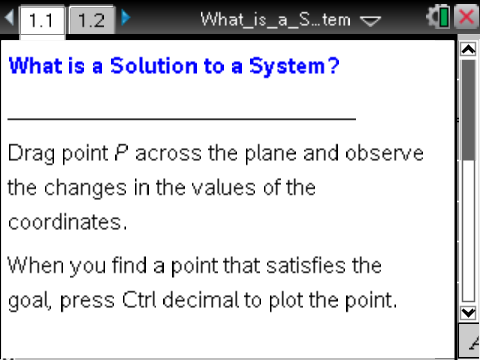 1.1 1.2 What_is_a_S...tem
What is a Solution to a System?
Drag point P across the plane and observe
the changes in the values of the
coordinates.
When you find a point that satisfies the
goal, press Ctrl decimal to plot the point.